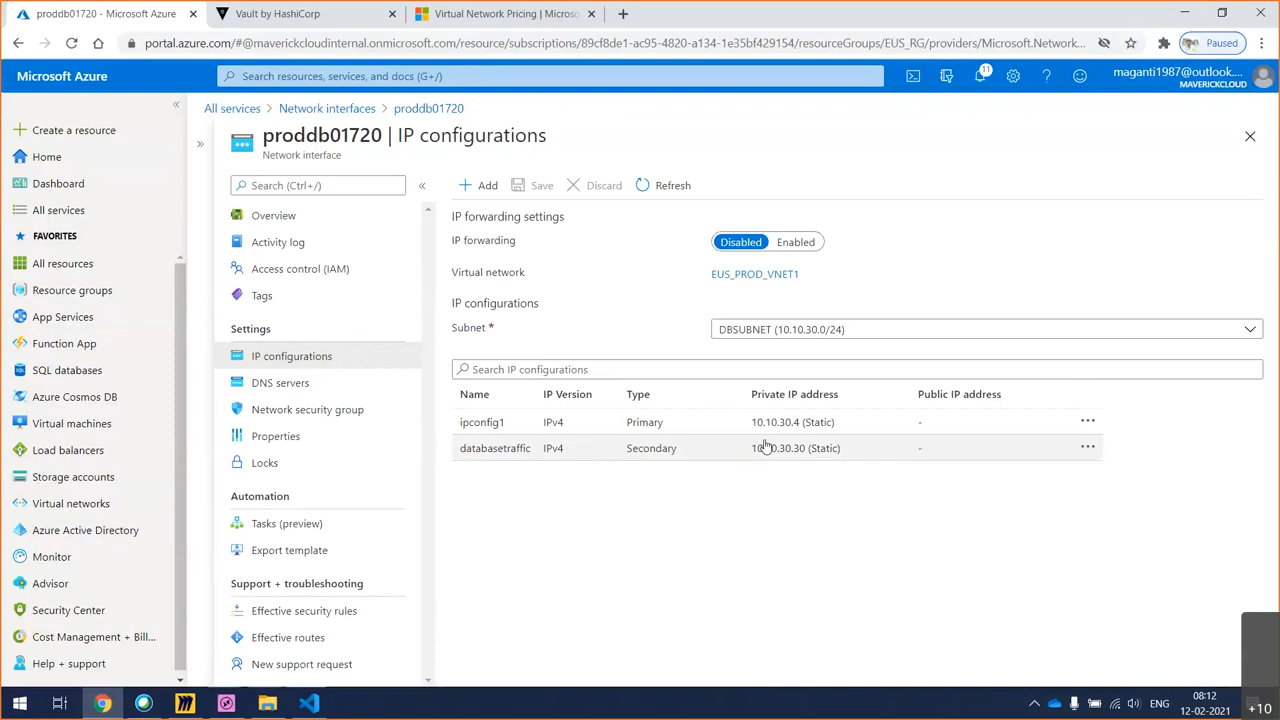 proddb01720 - Microsoft Azure
Vault by HashiCorp
Virtual Network Pricing | Micros
portal.azure.com/#@maverickcloudinternal.onmicrosoft.com/resource/subscriptions/89cf8de1-ac95-4820-a134-1e35bf429154/resourceGroups/EUS_RG/providers/Microsoft.Network...
Paused
Microsoft Azure
Search resources, services, and docs (G+/)
11
maganti1987@outlook....
MAVERICKCLOUD
Create a resource
Home
Dashboard
All services
FAVORITES
All resources
Resource groups
App Services
Function App
SQL databases
Azure Cosmos DB
Virtual machines
Load balancers
Storage accounts
Virtual networks
Azure Active Directory
Monitor
Advisor
Security Center
Cost Management + Bill...
Help + support
All services > Network interfaces > proddb01720
proddb01720 | IP configurations
Network interface
Search (Ctrl+/)
Overview
Activity log
Access control (IAM)
Tags
Settings
IP configurations
DNS servers
Network security group
Properties
Locks
Automation
Tasks (preview)
Export template
Support + troubleshooting
Effective security rules
Effective routes
New support request
Add Save Discard Refresh
IP forwarding settings
IP forwarding Disabled Enabled
Virtual network EUS_PROD_VNET1
IP configurations
Subnet * DBSUBNET (10.10.30.0/24)
Search IP configurations
Name IP Version Type Private IP address Public IP address
ipconfig1 IPv4 Primary 10.10.30.4 (Static) -
databasetraffic IPv4 Secondary 10.10.30.30 (Static) -
ENG
08:12
12-02-2021
+10